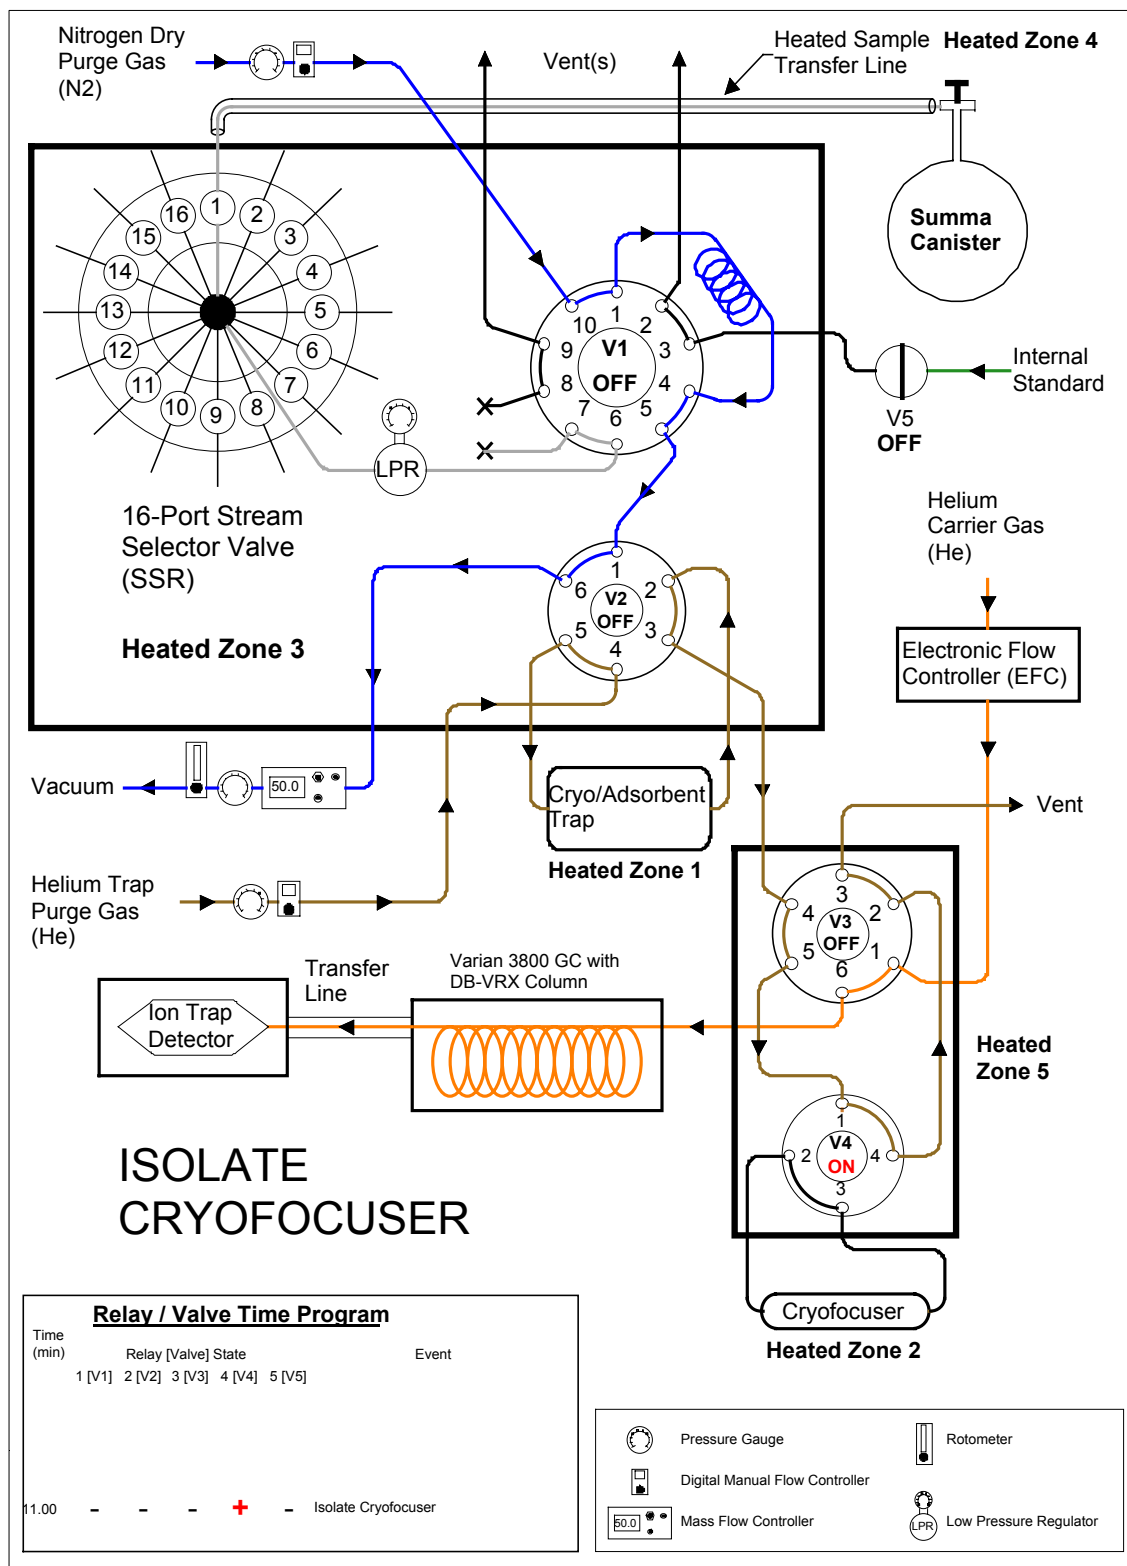 Nitrogen Dry
Purge Gas
(N2)
Vent(s)
Heated Sample
Transfer Line
Heated Zone 4
Summa
Canister
1
2
3
4
5
6
7
8
9
10
11
12
13
14
15
16
LPR
16-Port Stream
Selector Valve
(SSR)
Heated Zone 3
1
2
3
4
5
6
7
8
9
10
V1
OFF
Internal
Standard
V5
OFF
1
2
3
4
5
6
V2
OFF
Helium
Carrier Gas
(He)
Electronic Flow
Controller (EFC)
Vacuum
50.0
Cryo/Adsorbent
Trap
Heated Zone 1
Vent
Helium Trap
Purge Gas
(He)
3
4
2
V3
OFF
5
1
6
Transfer
Line
Varian 3800 GC with
DB-VRX Column
Ion Trap
Detector
Heated
Zone 5
1
2
V4
ON
4
3
ISOLATE
CRYOFOCUSER
Cryofocuser
Heated Zone 2
Relay / Valve Time Program
Time
(min)
Relay [Valve] State
Event
1 [V1] 2 [V2] 3 [V3] 4 [V4] 5 [V5]
11.00 - - - + - Isolate Cryofocuser
Pressure Gauge
Rotometer
Digital Manual Flow Controller
50.0
Mass Flow Controller
LPR
Low Pressure Regulator